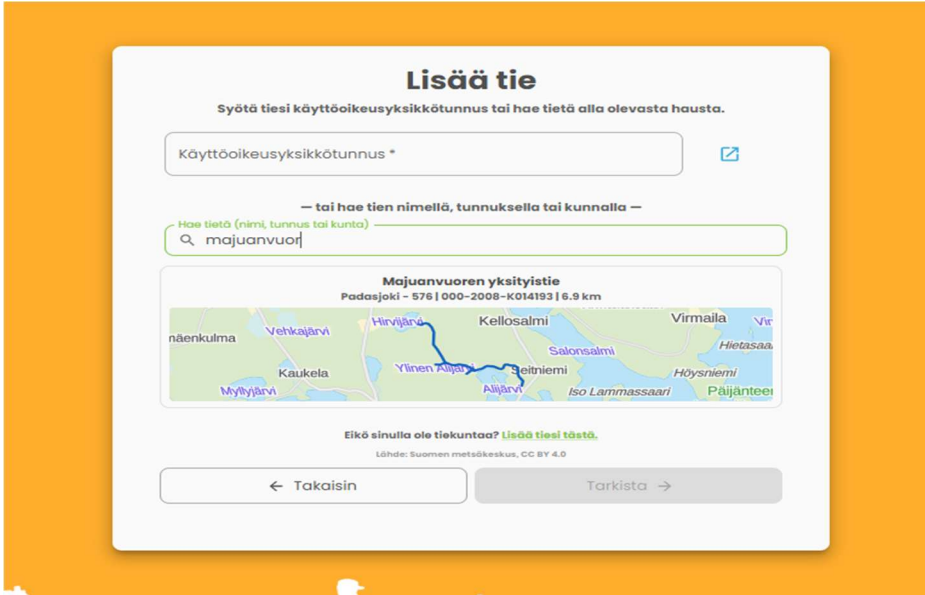 Lisää tie
Syötä tiesi käyttöoikeusyksikkötunnus tai hae tietä alla olevasta hausta.
Käyttöoikeusyksikkötunnus *
— tai hae tien nimellä, tunnuksella tai kunnalla —
Hae tietä (nimi, tunnus tai kunta)
majuanvuor
Majuanvuoren yksityistie
Padasjoki - 576 | 000-2008-K014193 | 6.9 km
Hirvijärvi Kellosalmi Virmaila Vir
näenkulma Vehkajärvi Hietasaa
Salonsalmi
Kaukela Ylinen Alijärvi Seitniemi Höysniemi
Myllyjärvi Alijärvi Iso Lammassaari Päijänteen
Eikö sinulla ole tiekuntaa? Lisää tiesi tästä.
Lähde: Suomen metsäkeskus, CC BY 4.0
← Takaisin
Tarkista →